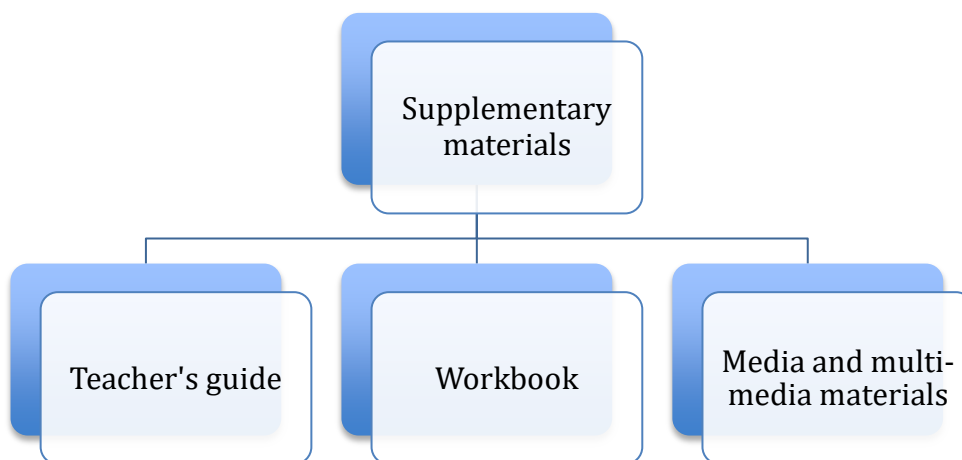 Supplementary
materials
Teacher's guide
Workbook
Media and multi-
media materials